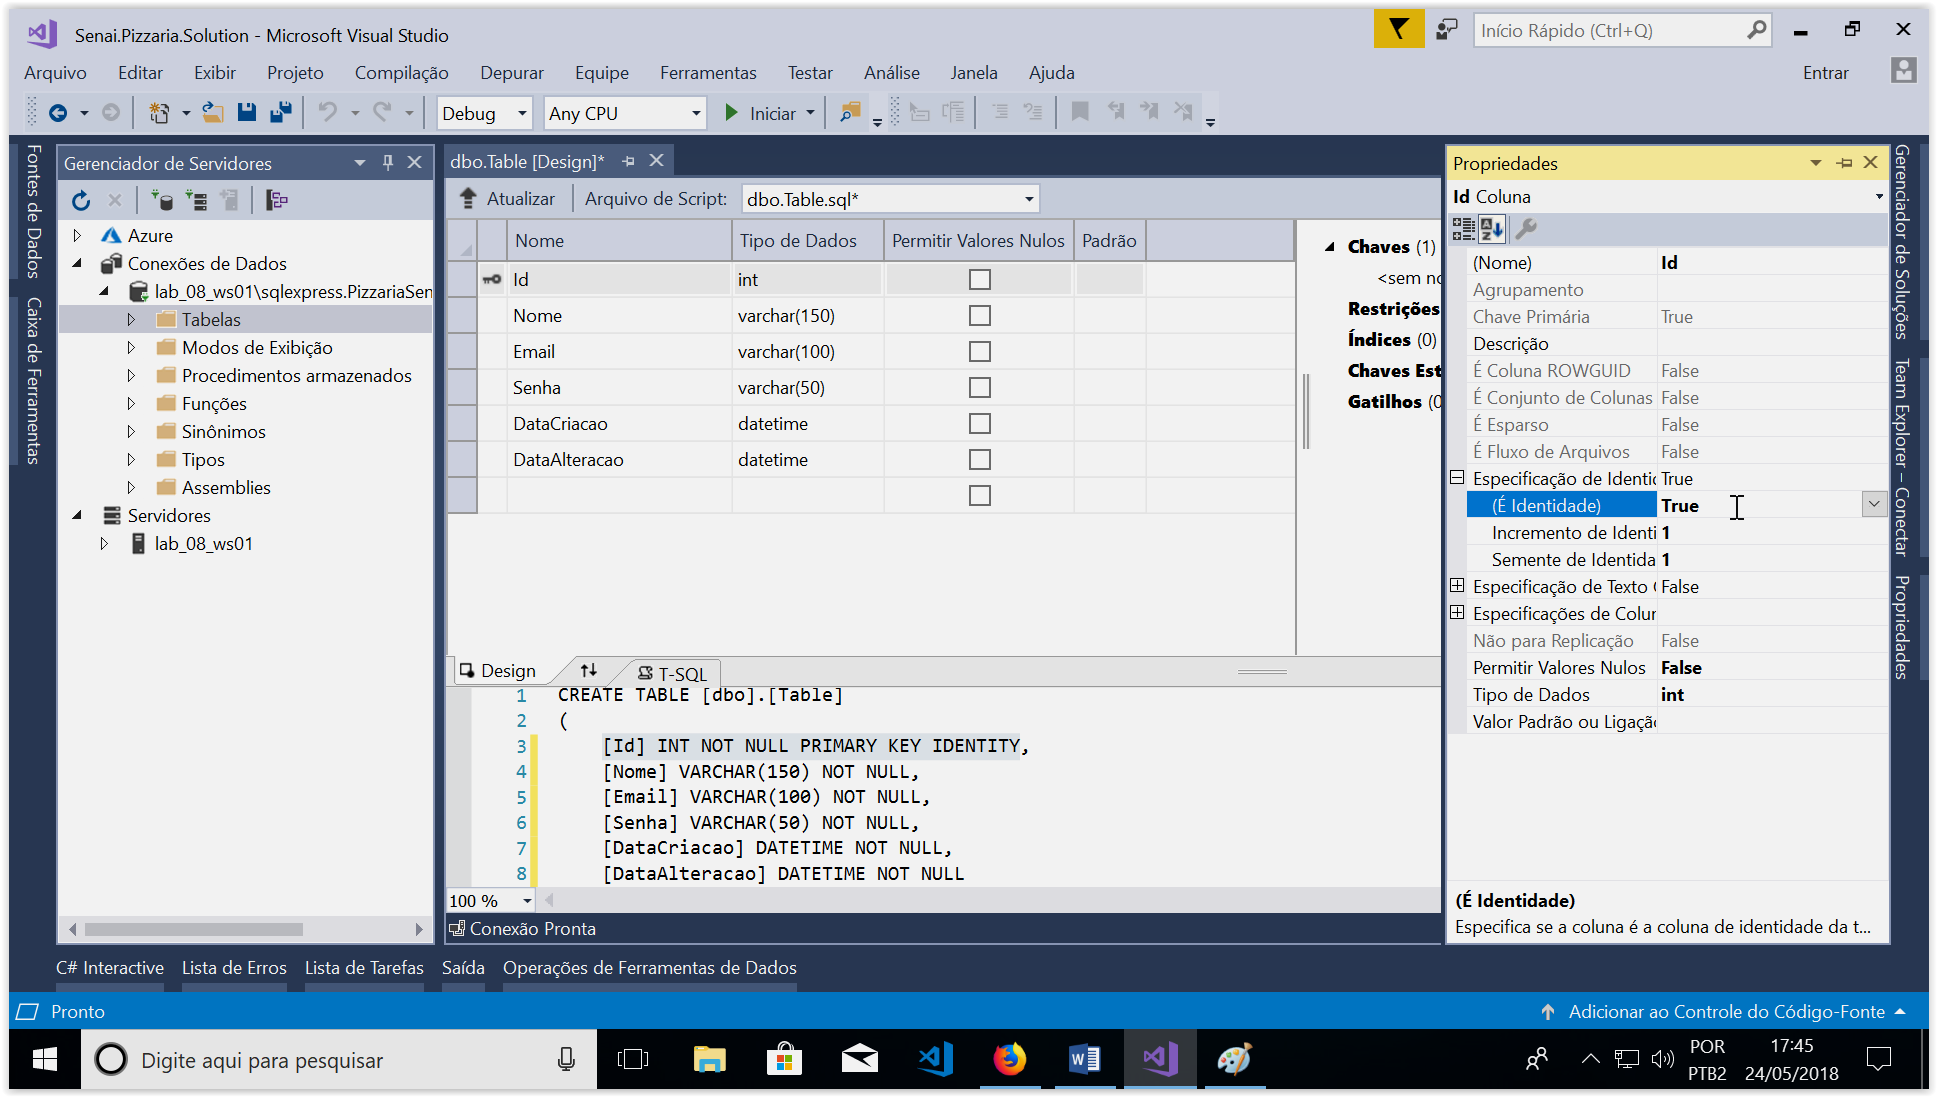 Senai.Pizzaria.Solution - Microsoft Visual Studio
Início Rápido (Ctrl+Q)
Arquivo Editar Exibir Projeto Compilação Depurar Equipe Ferramentas Testar Análise Janela Ajuda
Entrar
Debug Any CPU Iniciar
Fontes de Dados
Caixa de Ferramentas
Gerenciador de Servidores
Azure
Conexões de Dados
lab_08_ws01\sqlexpress.PizzariaSen
Tabelas
Modos de Exibição
Procedimentos armazenados
Funções
Sinônimos
Tipos
Assemblies
Servidores
lab_08_ws01
dbo.Table [Design]*
Atualizar Arquivo de Script: dbo.Table.sql*
Nome Tipo de Dados Permitir Valores Nulos Padrão
Id int
Nome varchar(150)
Email varchar(100)
Senha varchar(50)
DataCriacao datetime
DataAlteracao datetime
Chaves (1)
<sem no
Restrições
Índices (0)
Chaves Est
Gatilhos (0
Design T-SQL
1 CREATE TABLE [dbo].[Table]
2 (
3 [Id] INT NOT NULL PRIMARY KEY IDENTITY,
4 [Nome] VARCHAR(150) NOT NULL,
5 [Email] VARCHAR(100) NOT NULL,
6 [Senha] VARCHAR(50) NOT NULL,
7 [DataCriacao] DATETIME NOT NULL,
8 [DataAlteracao] DATETIME NOT NULL
100 %
Conexão Pronta
Propriedades
Id Coluna
(Nome) Id
Agrupamento
Chave Primária True
Descrição
É Coluna ROWGUID False
É Conjunto de Colunas False
É Esparso False
É Fluxo de Arquivos False
Especificação de Identic True
(É Identidade) True
Incremento de Identi 1
Semente de Identida 1
Especificação de Texto C False
Especificações de Colur
Não para Replicação False
Permitir Valores Nulos False
Tipo de Dados int
Valor Padrão ou Ligação
(É Identidade)
Especifica se a coluna é a coluna de identidade da t...
Gerenciador de Soluções
Team Explorer – Conectar
Propriedades
C# Interactive Lista de Erros Lista de Tarefas Saída Operações de Ferramentas de Dados
Pronto
Adicionar ao Controle do Código-Fonte
Digite aqui para pesquisar
POR
PTB2
17:45
24/05/2018